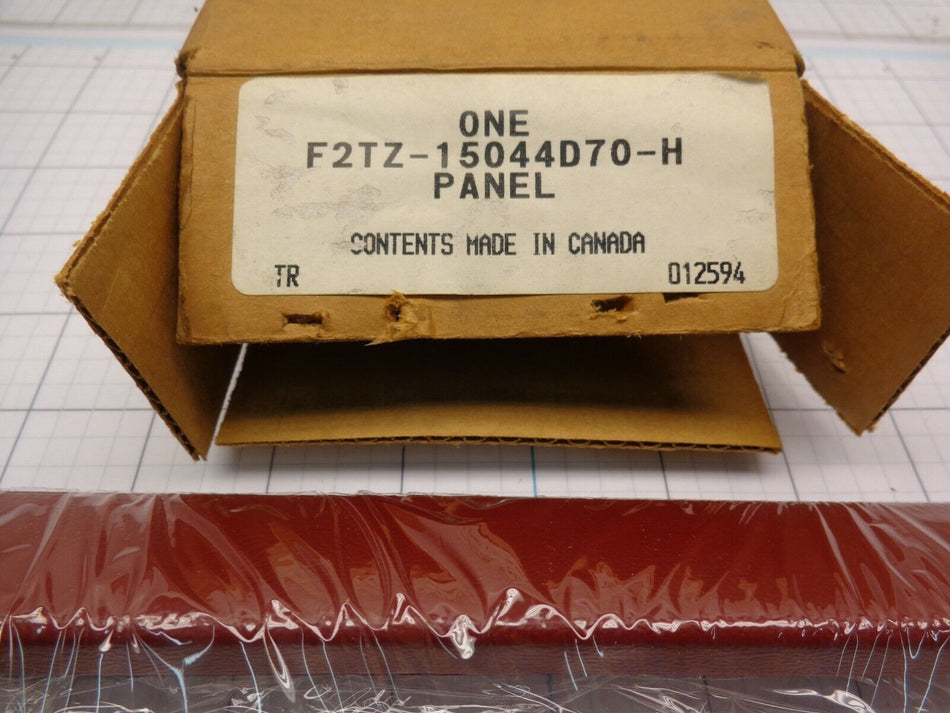 ONE
F2TZ-15044D70-H
PANEL
CONTENTS MADE IN CANADA
TR 012594